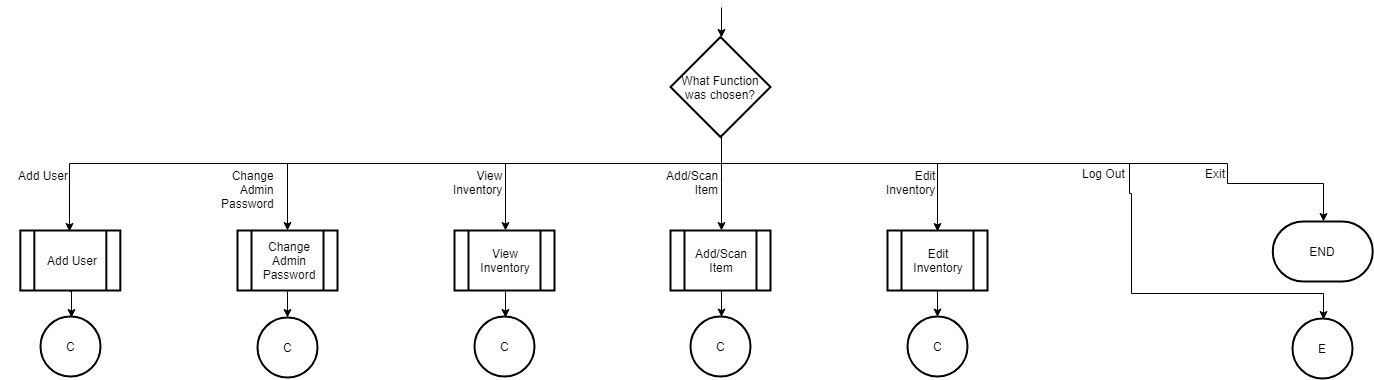 What Function
was chosen?
Add User
Change
Admin
Password
View
Inventory
Add/Scan
Item
Edit
Inventory
Log Out
Exit
Add User
Change
Admin
Password
View
Inventory
Add/Scan
Item
Edit
Inventory
END
C
C
C
C
C
E